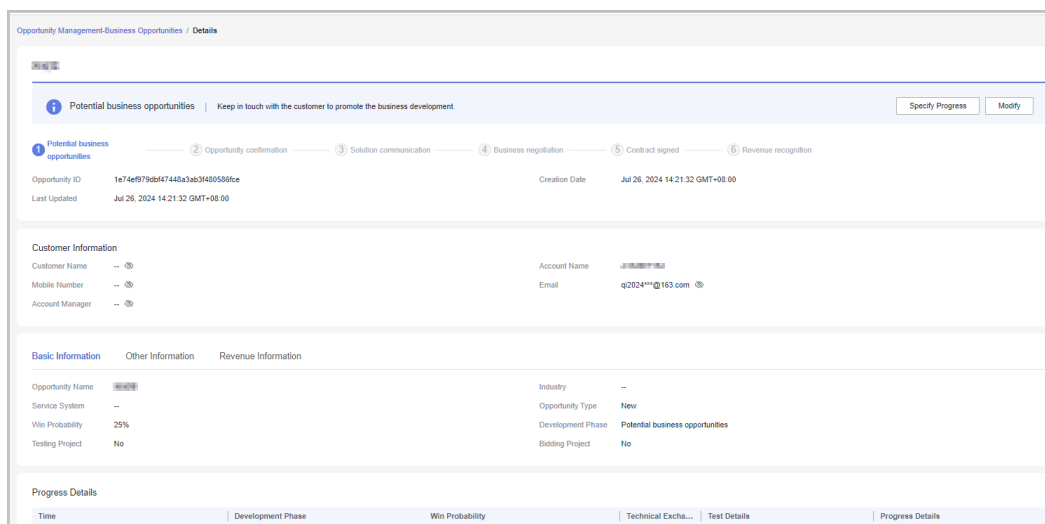 Opportunity Management-Business Opportunities / Details
Potential business opportunities | Keep in touch with the customer to promote the business development. Specify Progress Modify
1 Potential business opportunities 2 Opportunity confirmation 3 Solution communication 4 Business negotiation 5 Contract signed 6 Revenue recognition
Opportunity ID 1e74ef979dbf47448a3ab3f480586fce Creation Date Jul 26, 2024 14:21:32 GMT+08:00
Last Updated Jul 26, 2024 14:21:32 GMT+08:00
Customer Information
Customer Name -- Account Name
Mobile Number -- Email qi2024***@163.com
Account Manager --
Basic Information Other Information Revenue Information
Opportunity Name Industry --
Service System -- Opportunity Type New
Win Probability 25% Development Phase Potential business opportunities
Testing Project No Bidding Project No
Progress Details
Time Development Phase Win Probability Technical Excha... Test Details Progress Details